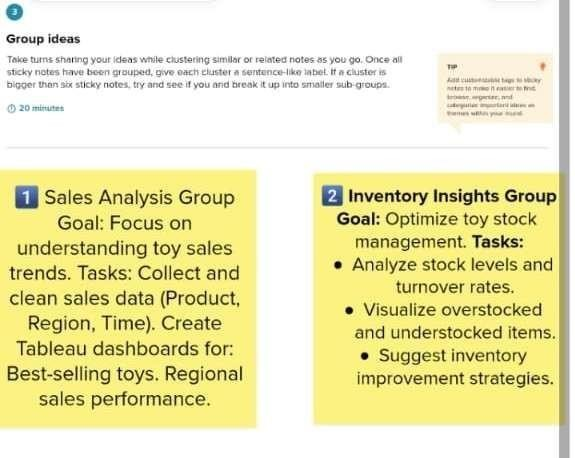 3
Group ideas
Take turns sharing your ideas while clustering similar or related notes as you go. Once all
sticky notes have been grouped, give each cluster a sentence-like label. If a cluster is
bigger than six sticky notes, try and see if you and break it up into smaller sub-groups.
20 minutes
TIP
Add customizable tags to sticky
notes to make it easier to find,
browse, organize, and
categorize important ideas as
themes within your mural.
1 Sales Analysis Group
Goal: Focus on
understanding toy sales
trends. Tasks: Collect and
clean sales data (Product,
Region, Time). Create
Tableau dashboards for:
Best-selling toys. Regional
sales performance.
2 Inventory Insights Group
Goal: Optimize toy stock
management. Tasks:
• Analyze stock levels and
turnover rates.
• Visualize overstocked
and understocked items.
• Suggest inventory
improvement strategies.